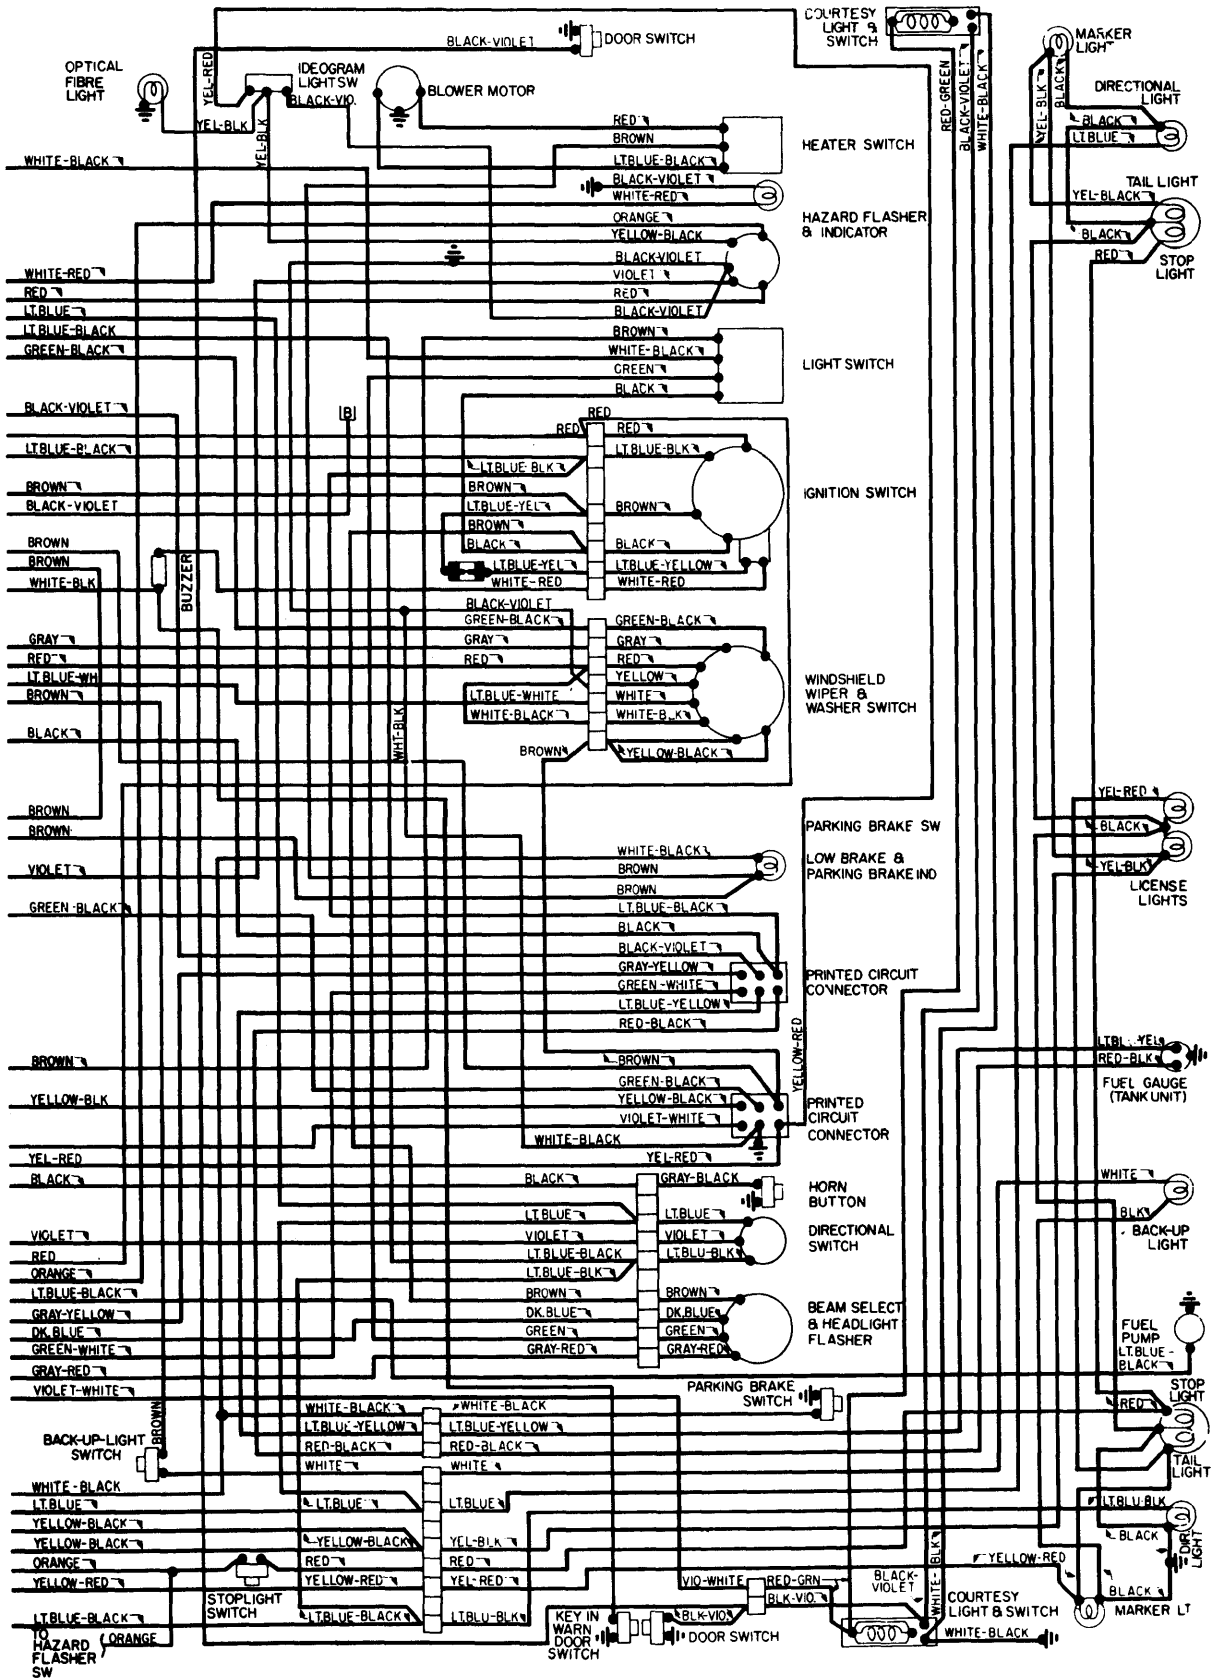 COURTESY
LIGHT &
SWITCH
MARKER
LIGHT
BLACK-VIOLET
DOOR SWITCH
OPTICAL
FIBRE
LIGHT
YEL-RED
IDEOGRAM
LIGHT SW
BLACK-VIO.
BLOWER MOTOR
RED-GREEN
BLACK-VIOLET
WHITE-BLACK
YEL-BLK
BLACK
DIRECTIONAL
LIGHT
YEL-BLK
YEL-BLK
RED
BROWN
LT.BLUE-BLACK
HEATER SWITCH
BLACK
LT.BLUE
WHITE-BLACK
BLACK-VIOLET
WHITE-RED
TAIL LIGHT
YEL-BLACK
ORANGE
YELLOW-BLACK
HAZARD FLASHER
& INDICATOR
BLACK
RED
STOP
LIGHT
BLACK-VIOLET
VIOLET
RED
BLACK-VIOLET
WHITE-RED
RED
LT.BLUE
LT.BLUE-BLACK
GREEN-BLACK
BROWN
WHITE-BLACK
GREEN
BLACK
LIGHT SWITCH
BLACK-VIOLET
B
RED
RED
RED
LT.BLUE-BLACK
LT.BLUE-BLK
LT.BLUE-BLK
BROWN
BLACK-VIOLET
BROWN
LT.BLUE-YEL
BROWN
BROWN
BLACK
BLACK
IGNITION SWITCH
BROWN
BROWN
WHITE-BLK
BUZZER
LT.BLUE-YEL
LT.BLUE-YELLOW
WHITE-RED
WHITE-RED
BLACK-VIOLET
GREEN-BLACK
GREEN-BLACK
GRAY
GRAY
GRAY
RED
RED
RED
LT.BLUE-WH
BROWN
YELLOW
LT.BLUE-WHITE
WHITE
WHITE-BLACK
WHITE-BLK
WINDSHIELD
WIPER &
WASHER SWITCH
BLACK
WHT-BLK
BROWN
YELLOW-BLACK
YEL-RED
BLACK
YEL-BLK
LICENSE
LIGHTS
BROWN
BROWN
PARKING BRAKE SW
VIOLET
WHITE-BLACK
BROWN
BROWN
LOW BRAKE &
PARKING BRAKE IND
GREEN-BLACK
LT.BLUE-BLACK
BLACK
BLACK-VIOLET
GRAY-YELLOW
GREEN-WHITE
LT.BLUE-YELLOW
RED-BLACK
PRINTED CIRCUIT
CONNECTOR
YELLOW-RED
BROWN
BROWN
GREEN-BLACK
YELLOW-BLK
YELLOW-BLACK
VIOLET-WHITE
WHITE-BLACK
YEL-RED
PRINTED
CIRCUIT
CONNECTOR
RED-BLK
FUEL GAUGE
(TANK UNIT)
YEL-RED
BLACK
BLACK
GRAY-BLACK
HORN
BUTTON
WHITE
BLK
BACK-UP
LIGHT
LT.BLUE
LT.BLUE
VIOLET
VIOLET
VIOLET
LT.BLUE-BLACK
LT.BLU-BLK
LT.BLUE-BLK
DIRECTIONAL
SWITCH
RED
ORANGE
LT.BLUE-BLACK
GRAY-YELLOW
DK.BLUE
GREEN-WHITE
GRAY-RED
VIOLET-WHITE
BROWN
BROWN
DK.BLUE
DK.BLUE
GREEN
GREEN
GRAY-RED
GRAY-RED
BEAM SELECT
& HEADLIGHT
FLASHER
FUEL
PUMP
LT.BLUE-
BLACK
PARKING BRAKE
SWITCH
STOP
LIGHT
RED
TAIL
LIGHT
BROWN
BACK-UP-LIGHT
SWITCH
WHITE-BLACK
WHITE-BLACK
LT.BLUE-YELLOW
LT.BLUE-YELLOW
RED-BLACK
RED-BLACK
WHITE
WHITE
WHITE-BLACK
LT.BLUE
LT.BLUE
LT.BLUE
LT.BLU-BLK
BLACK
DIR
LIGHT
YELLOW-BLACK
YELLOW-BLACK
YELLOW-BLACK
YEL-BLK
ORANGE
RED
RED
YELLOW-RED
YELLOW-RED
YEL-RED
YELLOW-RED
STOPLIGHT
SWITCH
VIO-WHITE
RED-GRN
BLK-VIO.
BLACK-
VIOLET
WHITE-BLK
COURTESY
LIGHT & SWITCH
BLACK
MARKER LT
LT.BLUE-BLACK
LT.BLUE-BLACK
LT.BLU-BLK
KEY IN
WARN
DOOR
SWITCH
BLK-VIO.
DOOR SWITCH
WHITE-BLACK
TO
HAZARD
FLASHER
SW
ORANGE